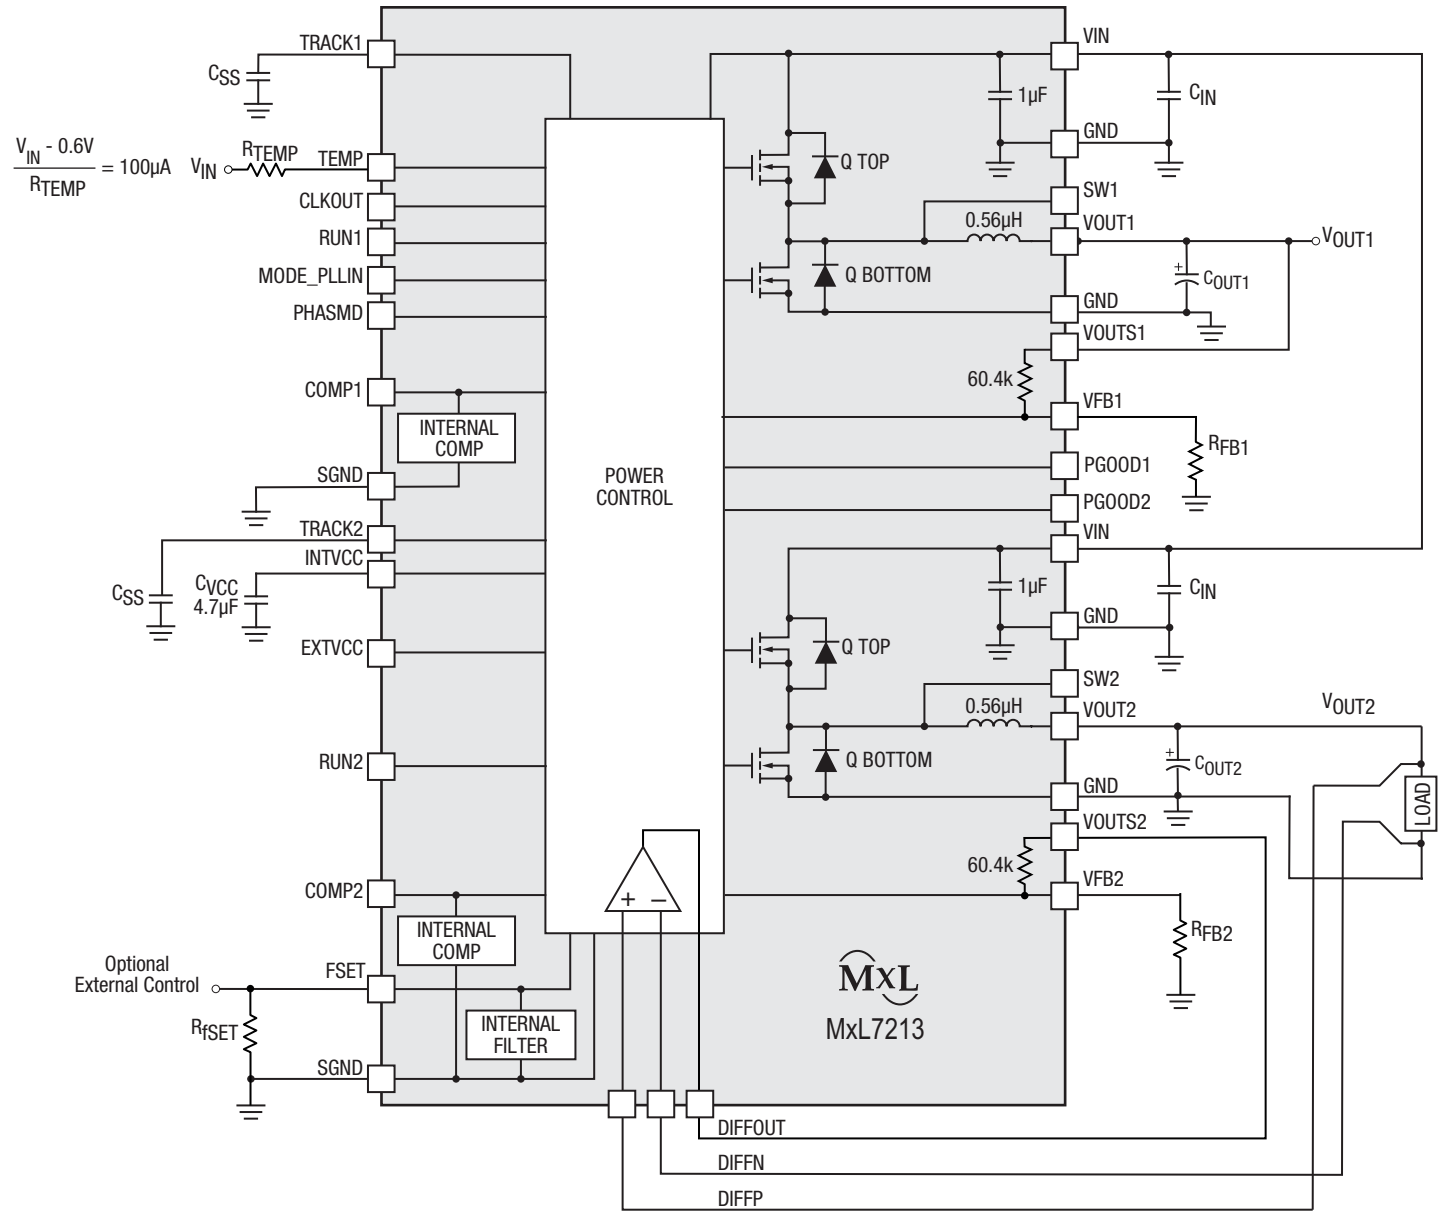 TRACK1
CSS
VIN - 0.6V
RTEMP
= 100µA
VIN
RTEMP
TEMP
CLKOUT
RUN1
MODE_PLLIN
PHASMD
COMP1
INTERNAL
COMP
SGND
TRACK2
INTVCC
CSS
CVCC
4.7µF
EXTVCC
RUN2
COMP2
INTERNAL
COMP
Optional
External Control
FSET
RfSET
INTERNAL
FILTER
SGND
POWER
CONTROL
+ –
VIN
1µF
CIN
GND
Q TOP
SW1
0.56µH
VOUT1
VOUT1
Q BOTTOM
+
COUT1
GND
VOUTS1
60.4k
VFB1
RFB1
PGOOD1
PGOOD2
VIN
1µF
CIN
GND
Q TOP
SW2
0.56µH
VOUT2
VOUT2
Q BOTTOM
+
COUT2
GND
LOAD
VOUTS2
60.4k
VFB2
RFB2
MxL
MxL7213
DIFFOUT
DIFFN
DIFFP